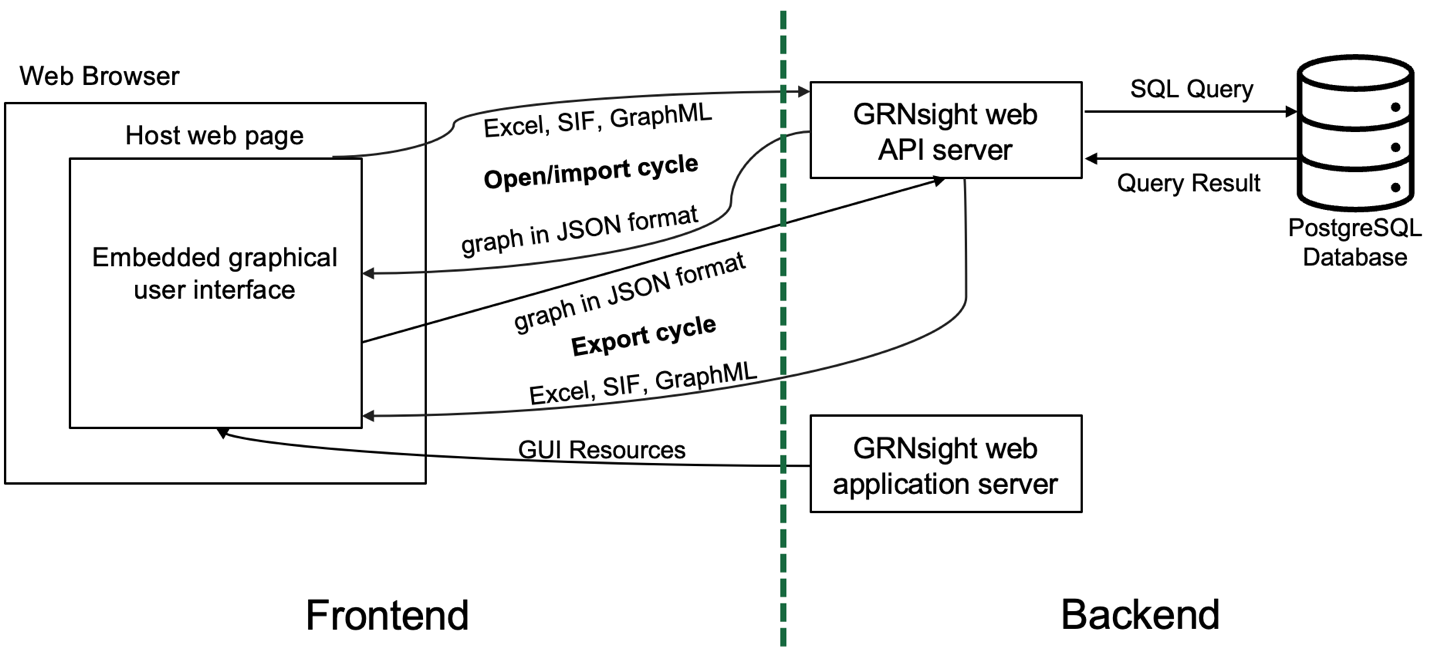 Web Browser
Host web page
Embedded graphical
user interface
Excel, SIF, GraphML
Open/import cycle
graph in JSON format
graph in JSON format
Export cycle
Excel, SIF, GraphML
GUI Resources
GRNsight web
API server
SQL Query
Query Result
PostgreSQL
Database
GRNsight web
application server
Frontend
Backend